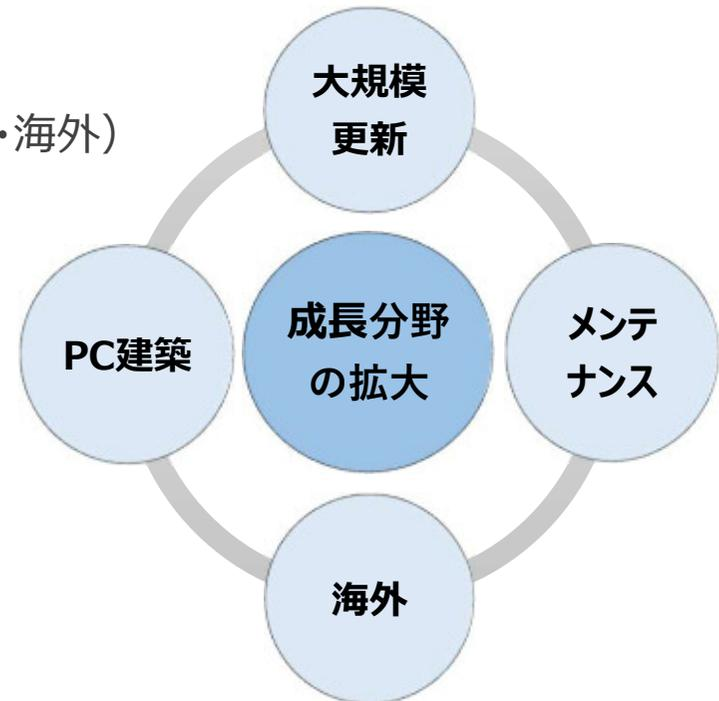 ・海外）
大規模
更新
PC建築
成長分野
の拡大
メンテ
ナンス
海外